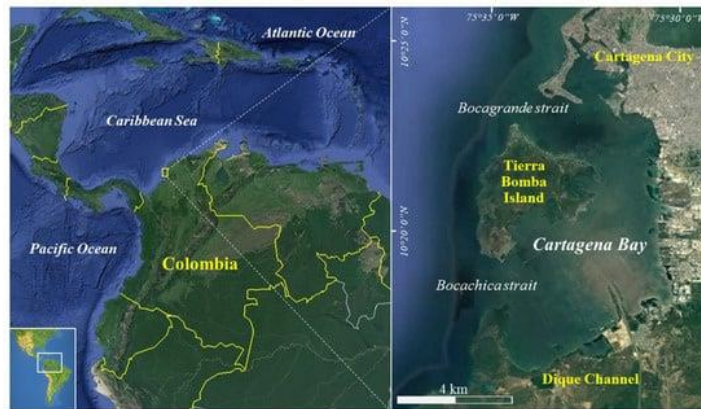 Atlantic Ocean
Caribbean Sea
Pacific Ocean
Colombia
75°35'0"W
75°30'0"W
10°25'0"N
Cartagena City
Bocagrande strait
Tierra
Bomba
Island
10°20'0"N
Cartagena Bay
Bocachica strait
4 km
Dique Channel